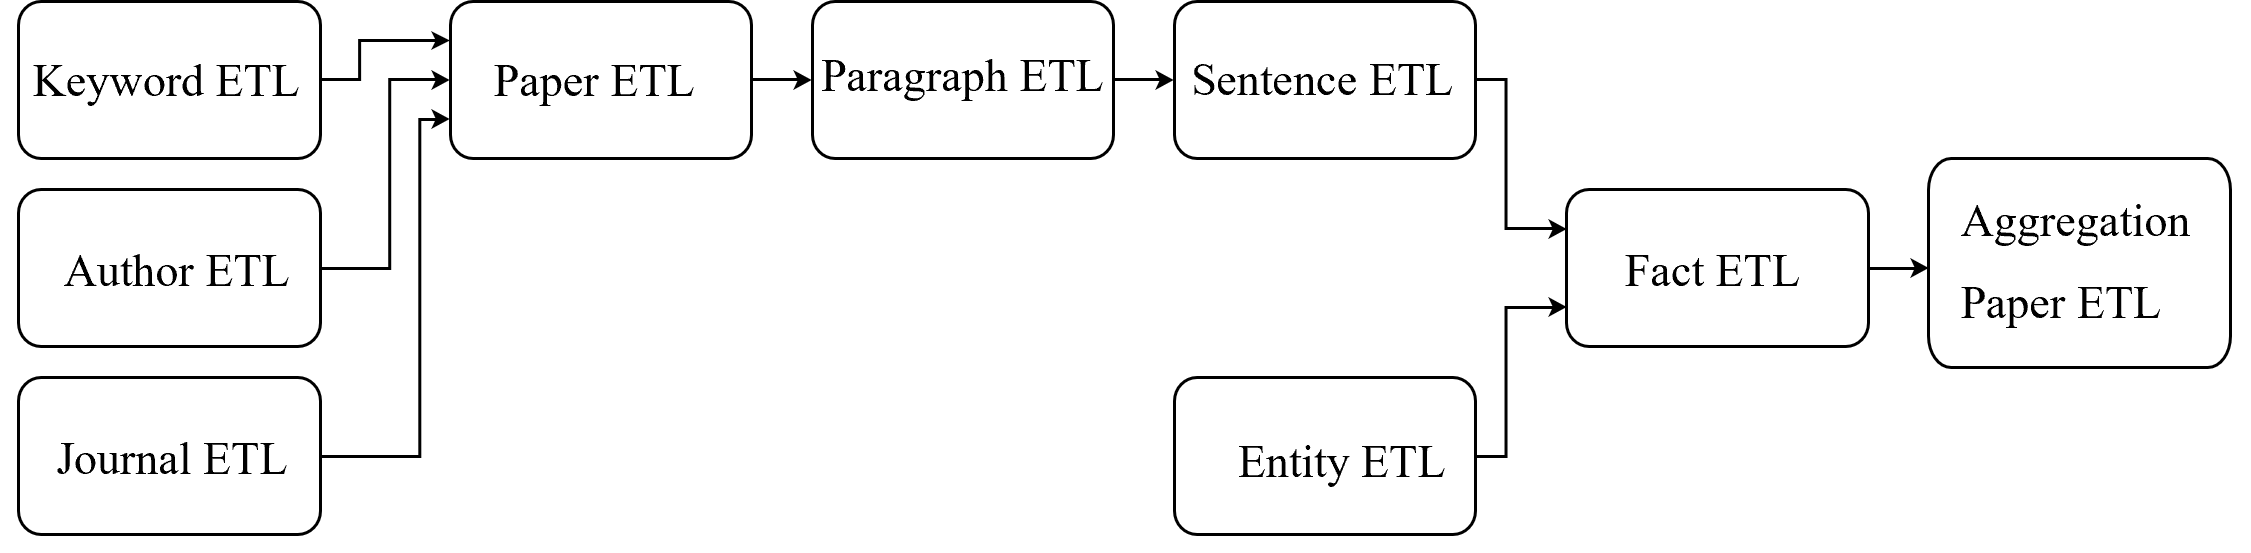 Keyword ETL
Paper ETL
Paragraph ETL
Sentence ETL
Author ETL
Fact ETL
Aggregation
Paper ETL
Journal ETL
Entity ETL